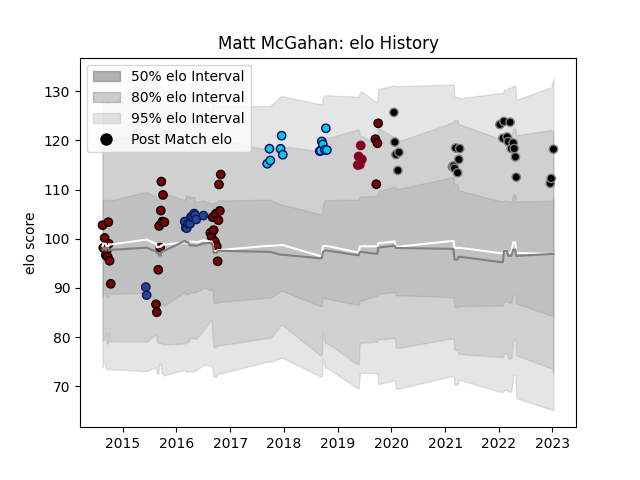 Matt McGahan: elo History
50% elo Interval
80% elo Interval
95% elo Interval
Post Match elo
elo score
130
120
110
100
90
80
70
2015 2016 2017 2018 2019 2020 2021 2022 2023